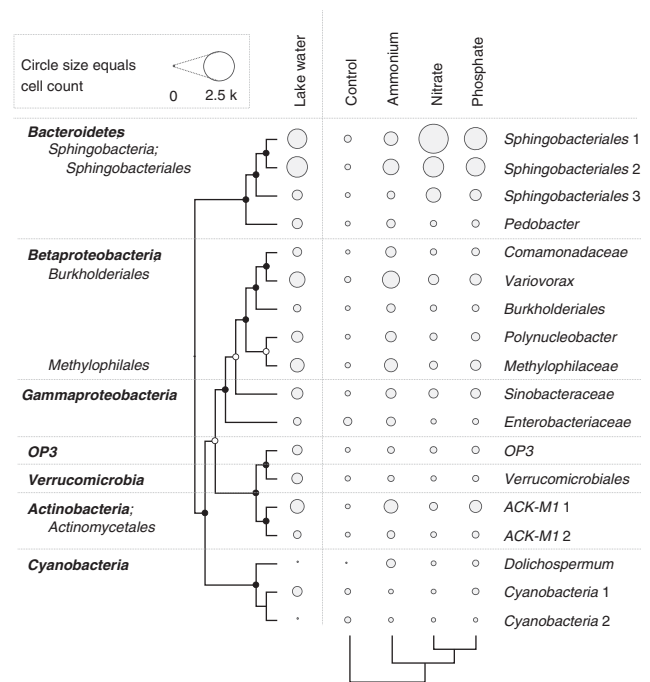 Circle size equals
cell count
0 2.5 k
Lake water
Control
Ammonium
Nitrate
Phosphate
Bacteroidetes
Sphingobacteria;
Sphingobacteriales
Sphingobacteriales 1
Sphingobacteriales 2
Sphingobacteriales 3
Pedobacter
Betaproteobacteria
Burkholderiales
Comamonadaceae
Variovorax
Burkholderiales
Polynucleobacter
Methylophilales
Methylophilaceae
Gammaproteobacteria
Sinobacteraceae
Enterobacteriaceae
OP3
OP3
Verrucomicrobia
Verrucomicrobiales
Actinobacteria;
Actinomycetales
ACK-M1 1
ACK-M1 2
Cyanobacteria
Dolichospermum
Cyanobacteria 1
Cyanobacteria 2